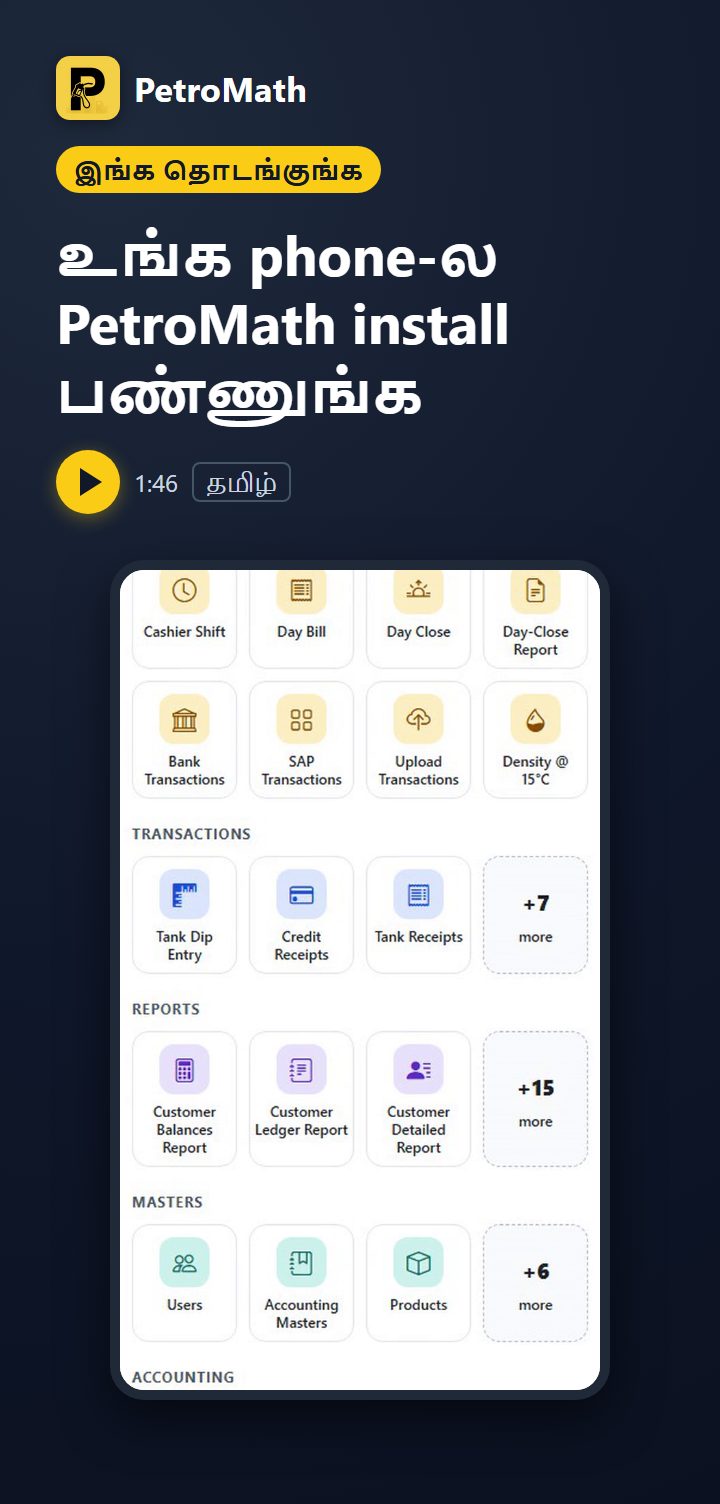 PetroMath
இங்க தொடங்குங்க
உங்க phone-ல
PetroMath install
பண்ணுங்க
1:46 தமிழ்
Cashier Shift
Day Bill
Day Close
Day-Close
Report
Bank
Transactions
SAP
Transactions
Upload
Transactions
Density @
15°C
TRANSACTIONS
Tank Dip
Entry
Credit
Receipts
Tank Receipts
+7
more
REPORTS
Customer
Balances
Report
Customer
Ledger Report
Customer
Detailed
Report
+15
more
MASTERS
Users
Accounting
Masters
Products
+6
more
ACCOUNTING